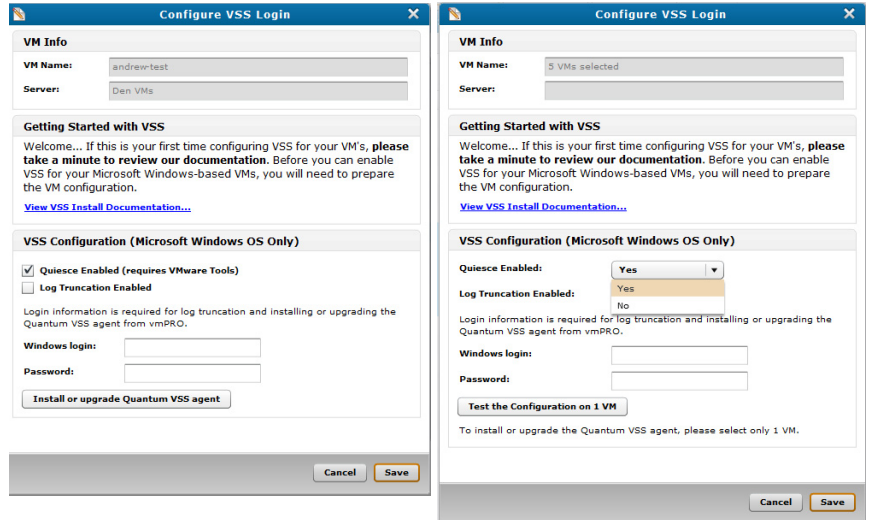 Configure VSS Login
VM Info
VM Name:
andrew-test
Server:
Den VMs
Getting Started with VSS
Welcome... If this is your first time configuring VSS for your VM's, please
take a minute to review our documentation. Before you can enable
VSS for your Microsoft Windows-based VMs, you will need to prepare
the VM configuration.
View VSS Install Documentation...
VSS Configuration (Microsoft Windows OS Only)
Quiesce Enabled (requires VMware Tools)
Log Truncation Enabled
Login information is required for log truncation and installing or upgrading the
Quantum VSS agent from vmPRO.
Windows login:
Password:
Install or upgrade Quantum VSS agent
Cancel
Save
Configure VSS Login
VM Info
VM Name:
5 VMs selected
Server:
Getting Started with VSS
Welcome... If this is your first time configuring VSS for your VM's, please
take a minute to review our documentation. Before you can enable
VSS for your Microsoft Windows-based VMs, you will need to prepare
the VM configuration.
View VSS Install Documentation...
VSS Configuration (Microsoft Windows OS Only)
Quiesce Enabled:
Yes
Yes
No
Log Truncation Enabled:
Login information is required for log truncation and installing or upgrading the
Quantum VSS agent from vmPRO.
Windows login:
Password:
Test the Configuration on 1 VM
To install or upgrade the Quantum VSS agent, please select only 1 VM.
Cancel
Save